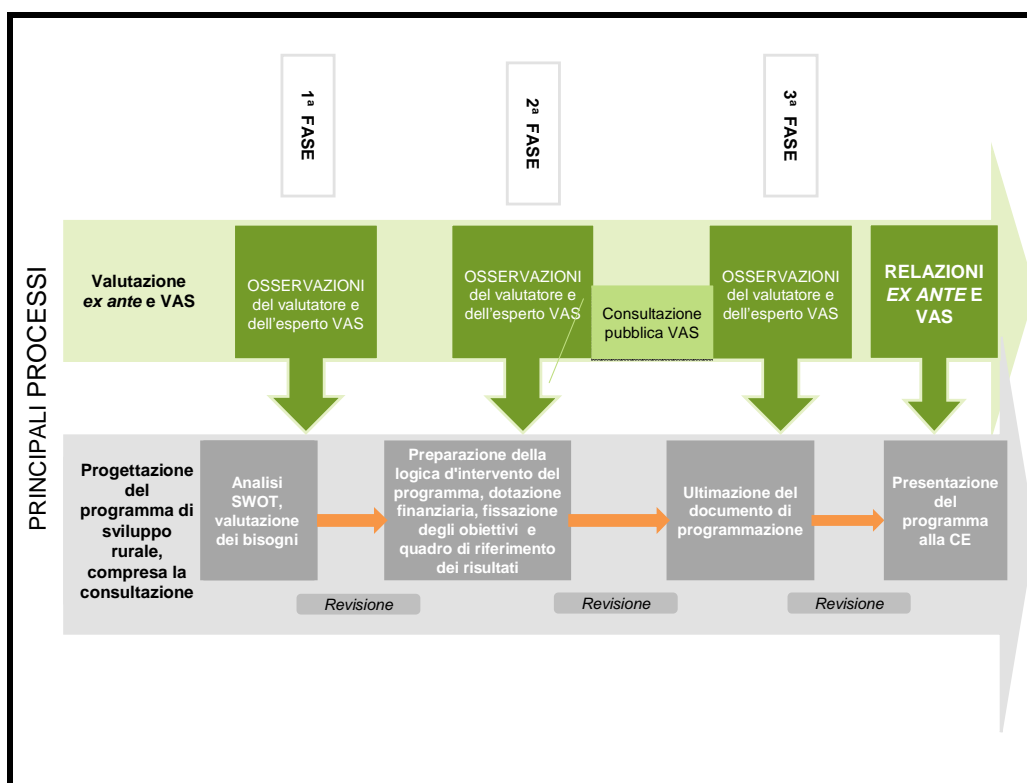 1ª FASE
2ª FASE
3ª FASE
PRINCIPALI PROCESSI
Valutazione
ex ante e VAS
OSSERVAZIONI
del valutatore e
dell'esperto VAS
OSSERVAZIONI
del valutatore e
dell'esperto VAS
Consultazione
pubblica VAS
OSSERVAZIONI
del valutatore e
dell'esperto VAS
RELAZIONI
EX ANTE E
VAS
Progettazione
del
programma di
sviluppo
rurale,
compresa la
consultazione
Analisi
SWOT,
valutazione
dei bisogni
Preparazione della
logica d'intervento del
programma, dotazione
finanziaria, fissazione
degli obiettivi e
quadro di riferimento
dei risultati
Ultimazione del
documento di
programmazione
Presentazione
del
programma
alla CE
Revisione
Revisione
Revisione